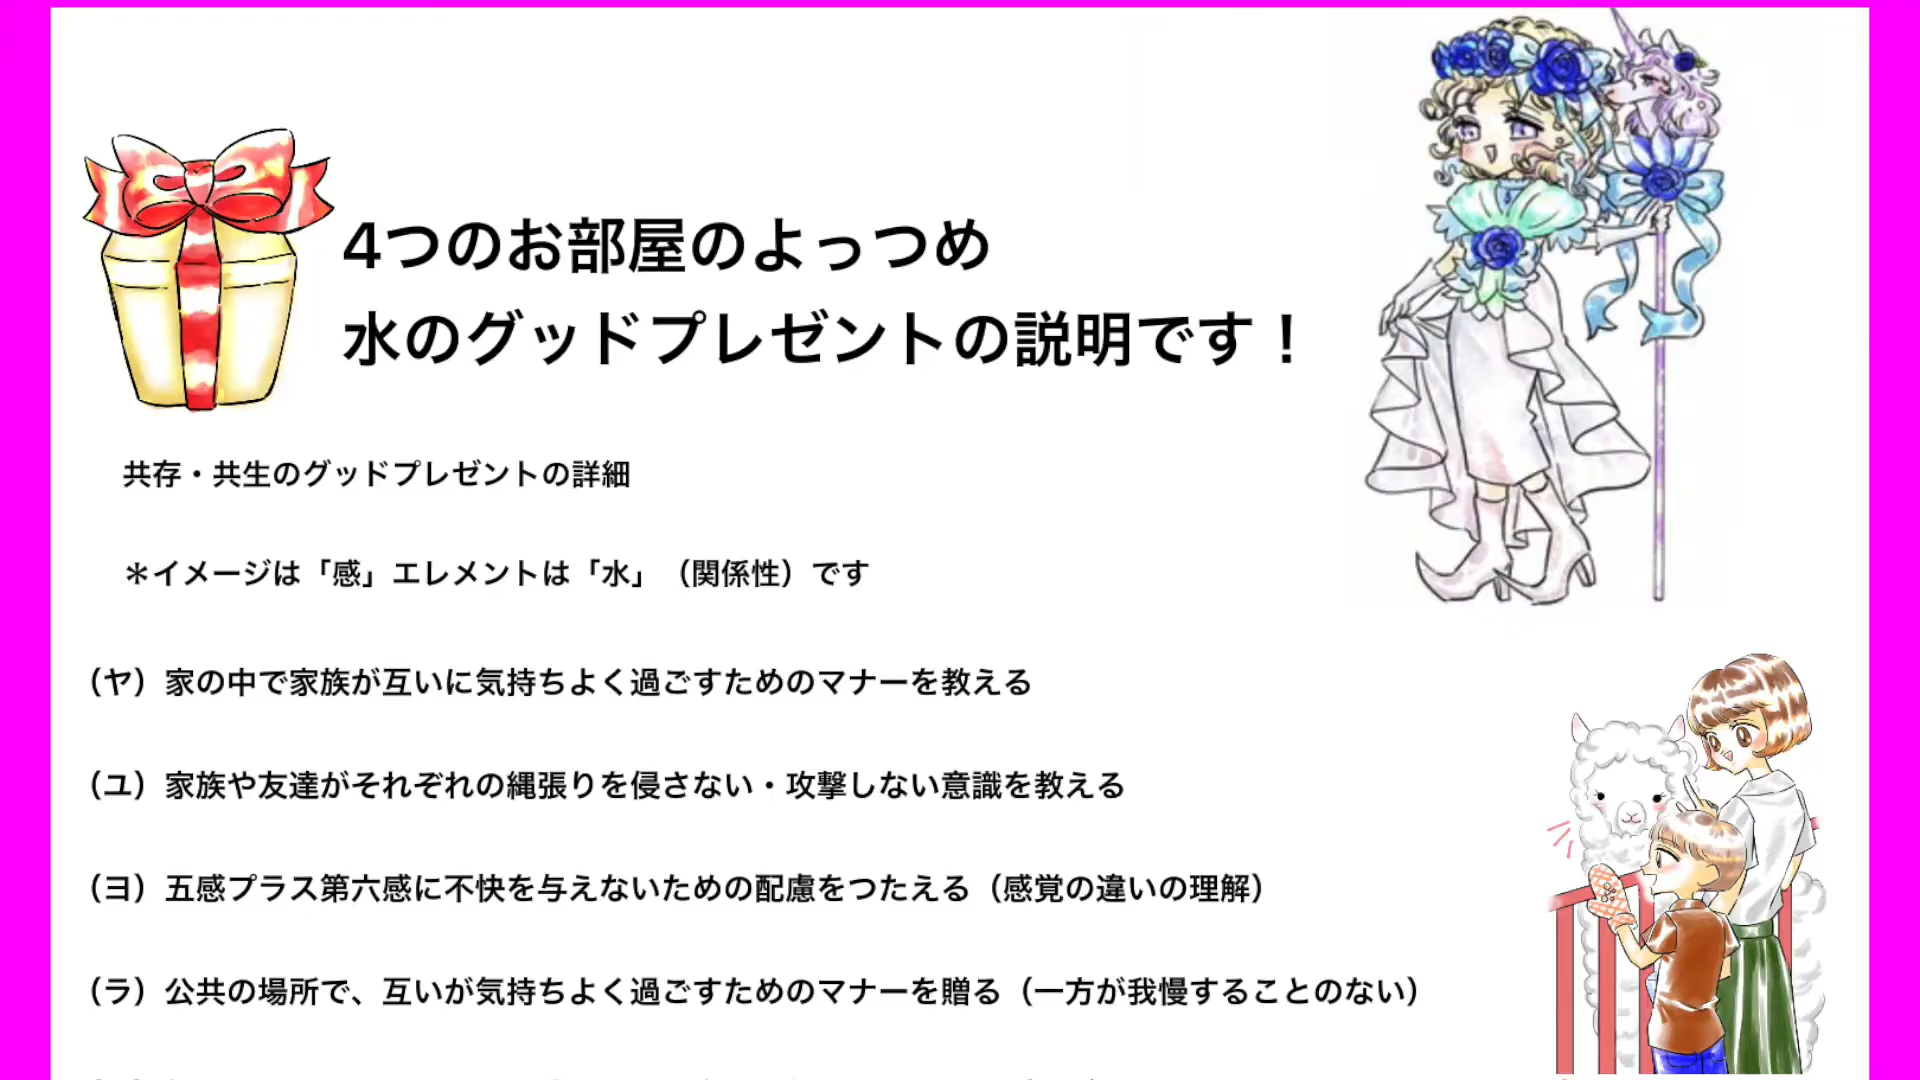 4つのお部屋のよっつめ
水のグッドプレゼントの説明です！
共存・共生のグッドプレゼントの詳細
＊イメージは「感」エレメントは「水」（関係性）です
（ヤ）家の中で家族が互いに気持ちよく過ごすためのマナーを教える
（ユ）家族や友達がそれぞれの縄張りを侵さない・攻撃しない意識を教える
（ヨ）五感プラス第六感に不快を与えないための配慮をつたえる（感覚の違いの理解）
（ラ）公共の場所で、互いが気持ちよく過ごすためのマナーを贈る（一方が我慢することのない）